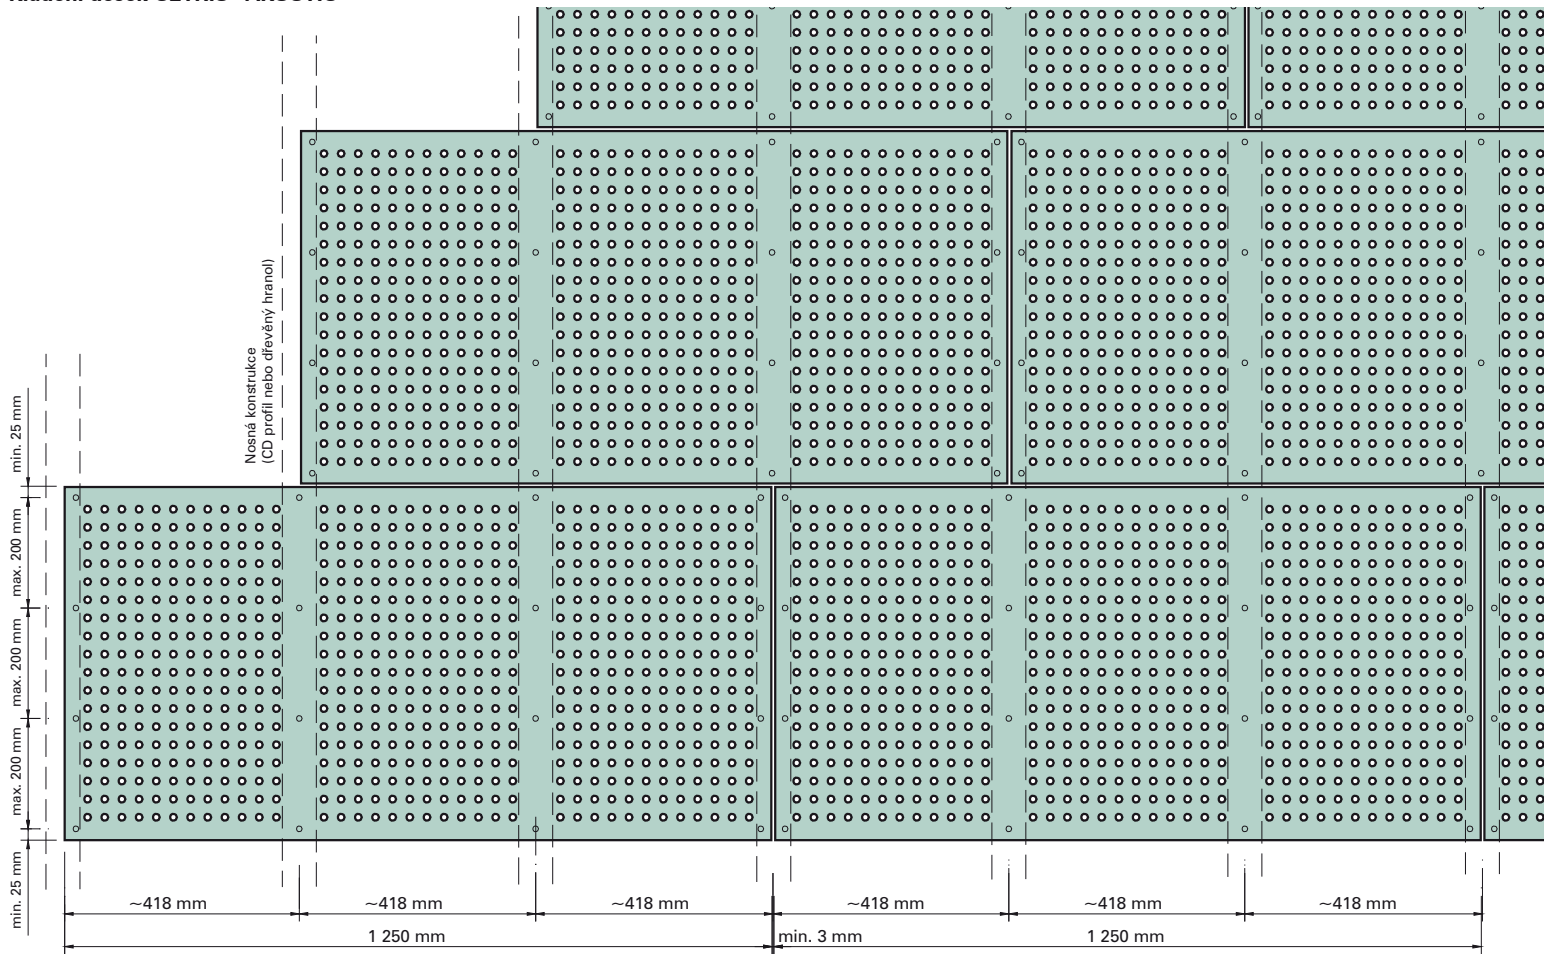 Nosná konstrukce
(CD profil nebo dřevěný hranol)
min. 25 mm
max. 200 mm
max. 200 mm
max. 200 mm
min. 25 mm
~418 mm
~418 mm
~418 mm
~418 mm
~418 mm
~418 mm
1 250 mm
min. 3 mm
1 250 mm